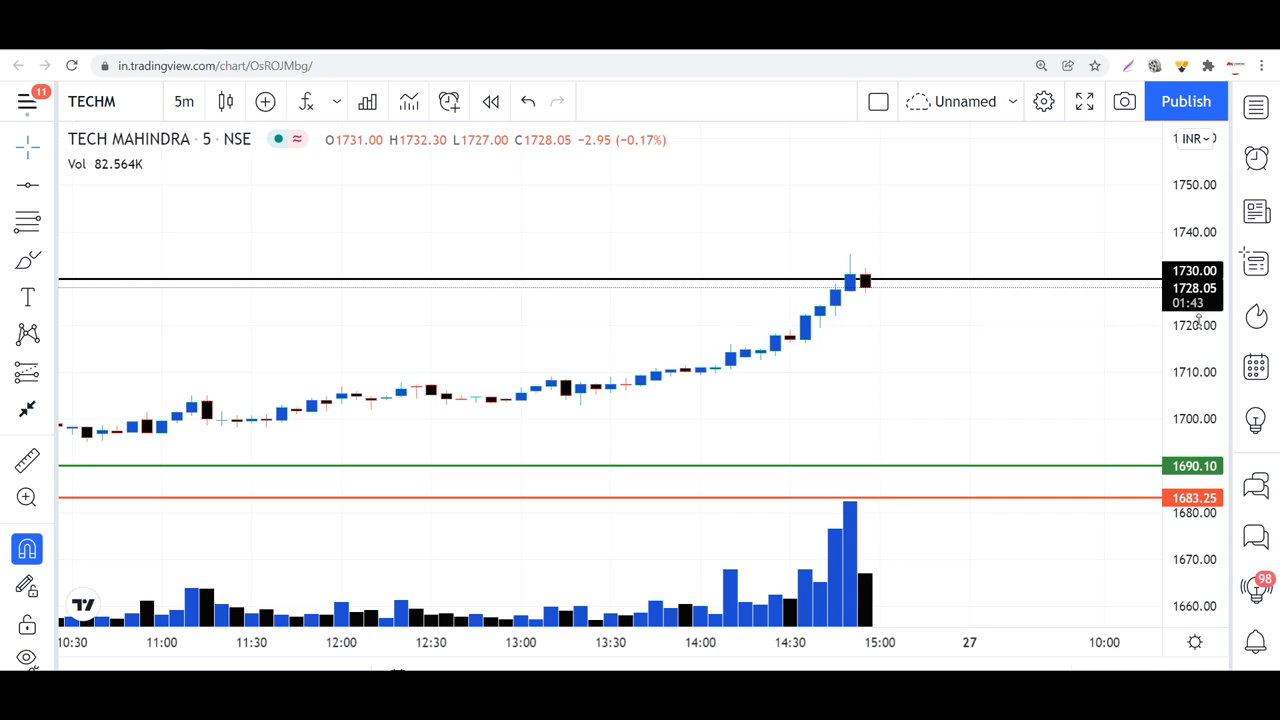 in.tradingview.com/chart/OsROJMbg/
11
TECHM
5m
Unnamed
Publish
TECH MAHINDRA · 5 · NSE
O1731.00 H1732.30 L1727.00 C1728.05 −2.95 (−0.17%)
INR
Vol 82.564K
1750.00
1740.00
1730.00
1728.05
01:43
1720.00
1710.00
1700.00
1690.10
1683.25
1680.00
1670.00
98
1660.00
10:30 11:00 11:30 12:00 12:30 13:00 13:30 14:00 14:30 15:00 27 10:00